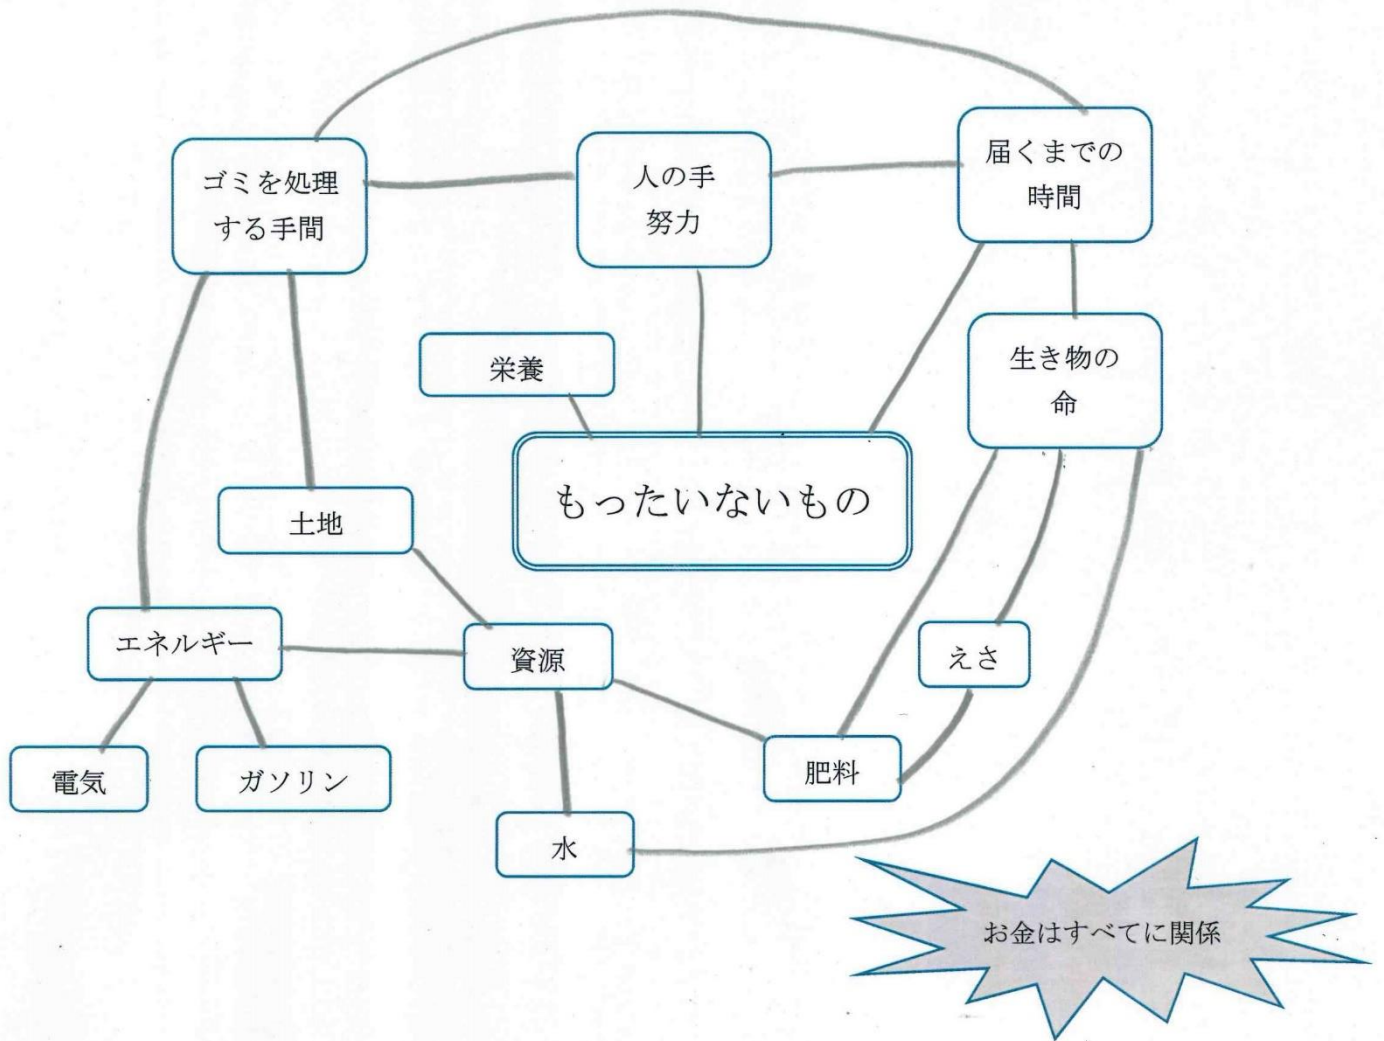 ゴミを処理
する手間
人の手
努力
届くまでの
時間
栄養
生き物の
命
もったいないもの
土地
エネルギー
資源
えさ
電気
ガソリン
肥料
水
お金はすべてに関係